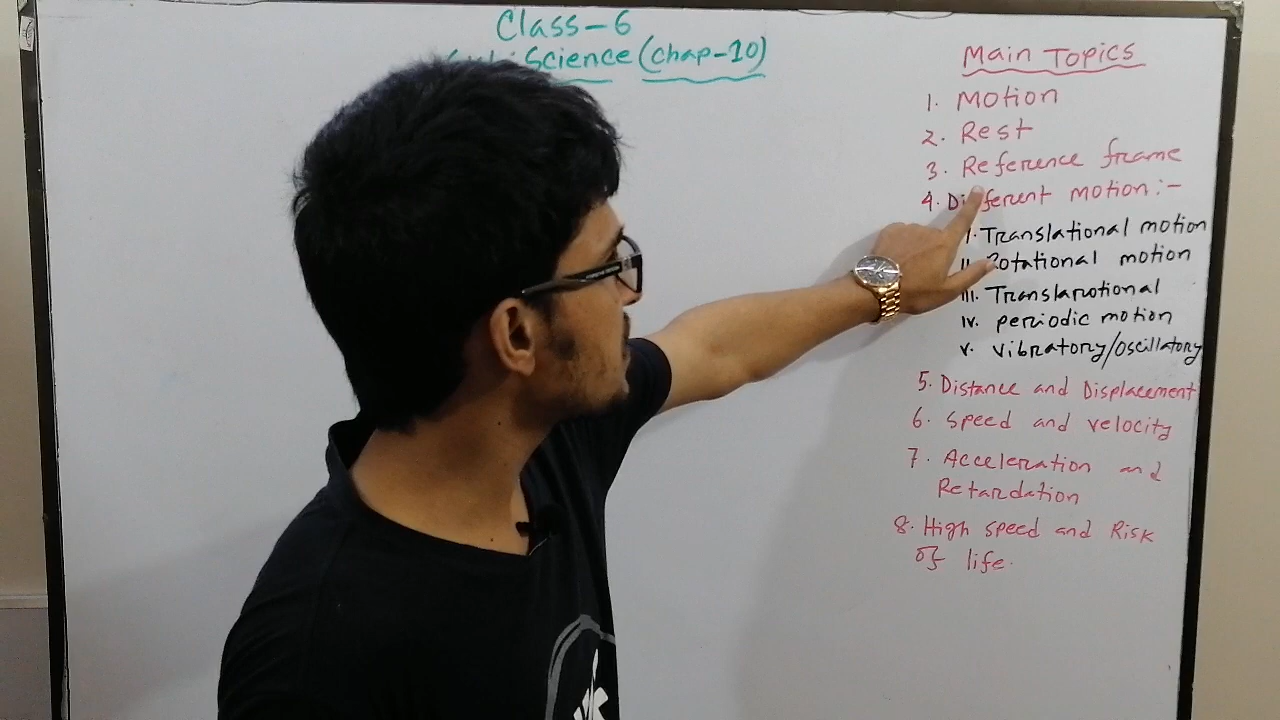 Class-6
Science (chap-10)
Main Topics
1. Motion
2. Rest
3. Reference frame
4. Different motion:-
i. Translational motion
ii. Rotational motion
iii. Translarotional
iv. periodic motion
v. vibratory/oscillatory
5. Distance and Displacement
6. Speed and velocity
7. Acceleration and
Retardation
8. High speed and Risk
of life.